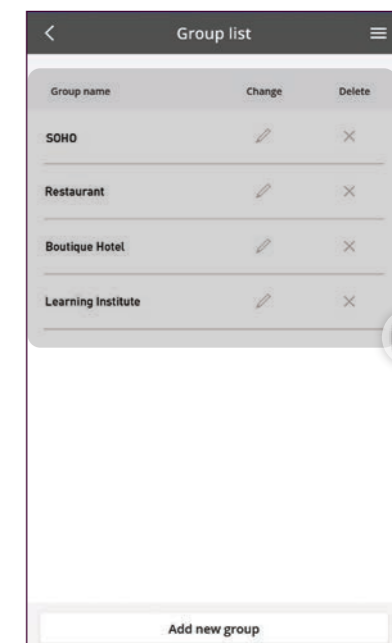 Group list
Group name Change Delete
SOHO
Restaurant
Boutique Hotel
Learning Institute
Add new group